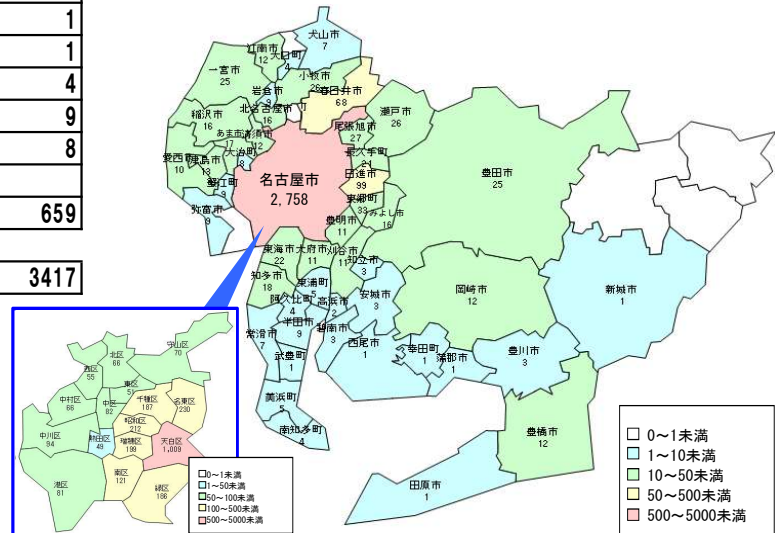 1
1
4
9
8
659
3417
犬山市
7
江南市
12
大口町
4
一宮市
25
小牧市
26
岩倉市
9
春日井市
68
稲沢市
16
北名古屋市
16
町
瀬戸市
26
尾張旭市
27
あま市
17
清須市
12
長久手町
21
愛西市
10
津島市
13
大治町
8
名古屋市
2,758
日進市
99
豊田市
25
蟹江町
9
東郷町
33
みよし市
16
弥富市
9
豊明市
11
東海市
22
大府市
11
刈谷市
11
知立市
3
知多市
18
東浦町
5
安城市
3
岡崎市
12
新城市
1
阿久比町
4
高浜市
2
常滑市
7
半田市
9
碧南市
3
西尾市
1
幸田町
1
蒲郡市
1
豊川市
3
武豊町
1
美浜町
5
南知多町
4
豊橋市
12
田原市
1
守山区
70
北区
66
西区
55
東区
51
中村区
66
中区
82
千種区
187
名東区
230
昭和区
212
中川区
94
熱田区
49
瑞穂区
199
天白区
1,009
港区
81
南区
121
緑区
186
0~1未満
1~50未満
50~100未満
100~500未満
500~5000未満
0~1未満
1~10未満
10~50未満
50~500未満
500~5000未満